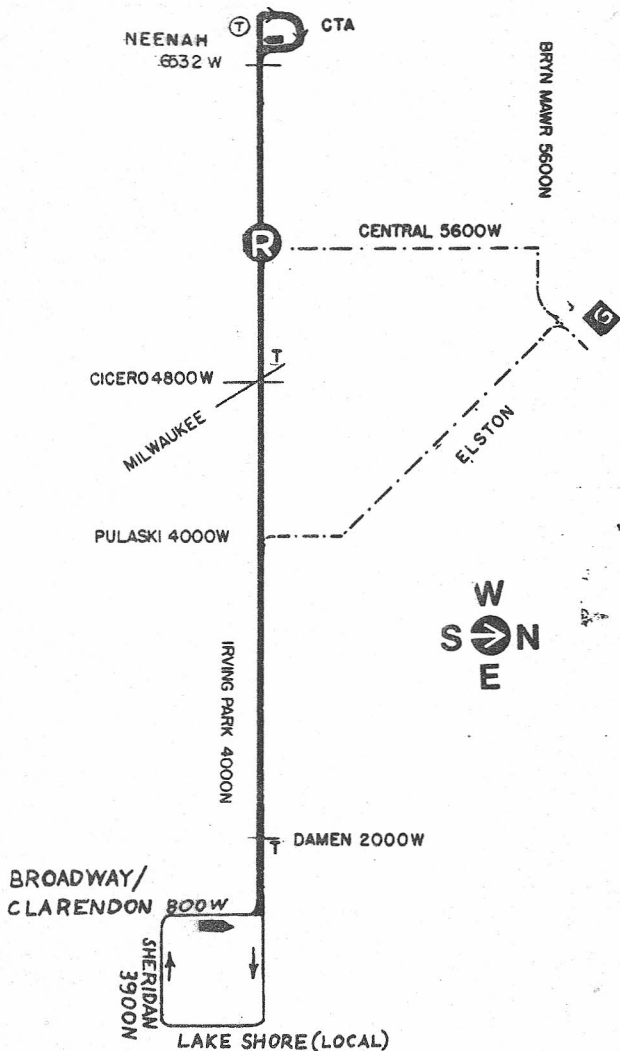 T CTA
NEENAH
6532 W
BRYN MAWR 5600N
CENTRAL 5600W
R
G
T
CICERO 4800W
MILWAUKEE
ELSTON
PULASKI 4000W
W
S N
E
IRVING PARK 4000N
DAMEN 2000W
T
BROADWAY/
CLARENDON 800W
SHERIDAN
3900N
LAKE SHORE (LOCAL)